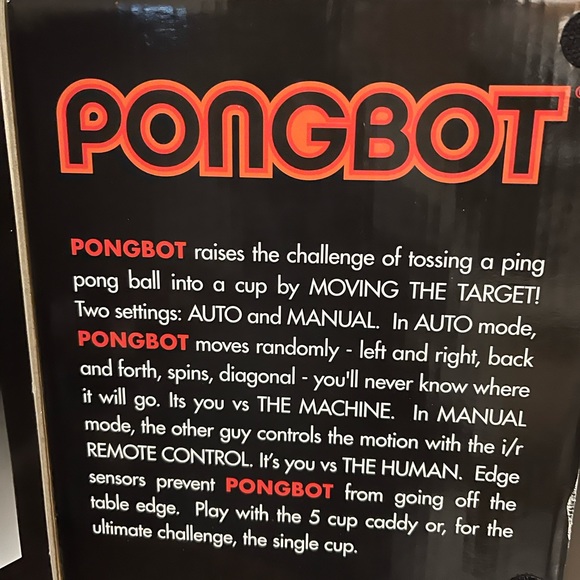 PONGBOT
PONGBOT raises the challenge of tossing a ping
pong ball into a cup by MOVING THE TARGET!
Two settings: AUTO and MANUAL. In AUTO mode,
PONGBOT moves randomly - left and right, back
and forth, spins, diagonal - you'll never know where
it will go. Its you vs THE MACHINE. In MANUAL
mode, the other guy controls the motion with the i/r
REMOTE CONTROL. It's you vs THE HUMAN. Edge
sensors prevent PONGBOT from going off the
table edge. Play with the 5 cup caddy or, for the
ultimate challenge, the single cup.